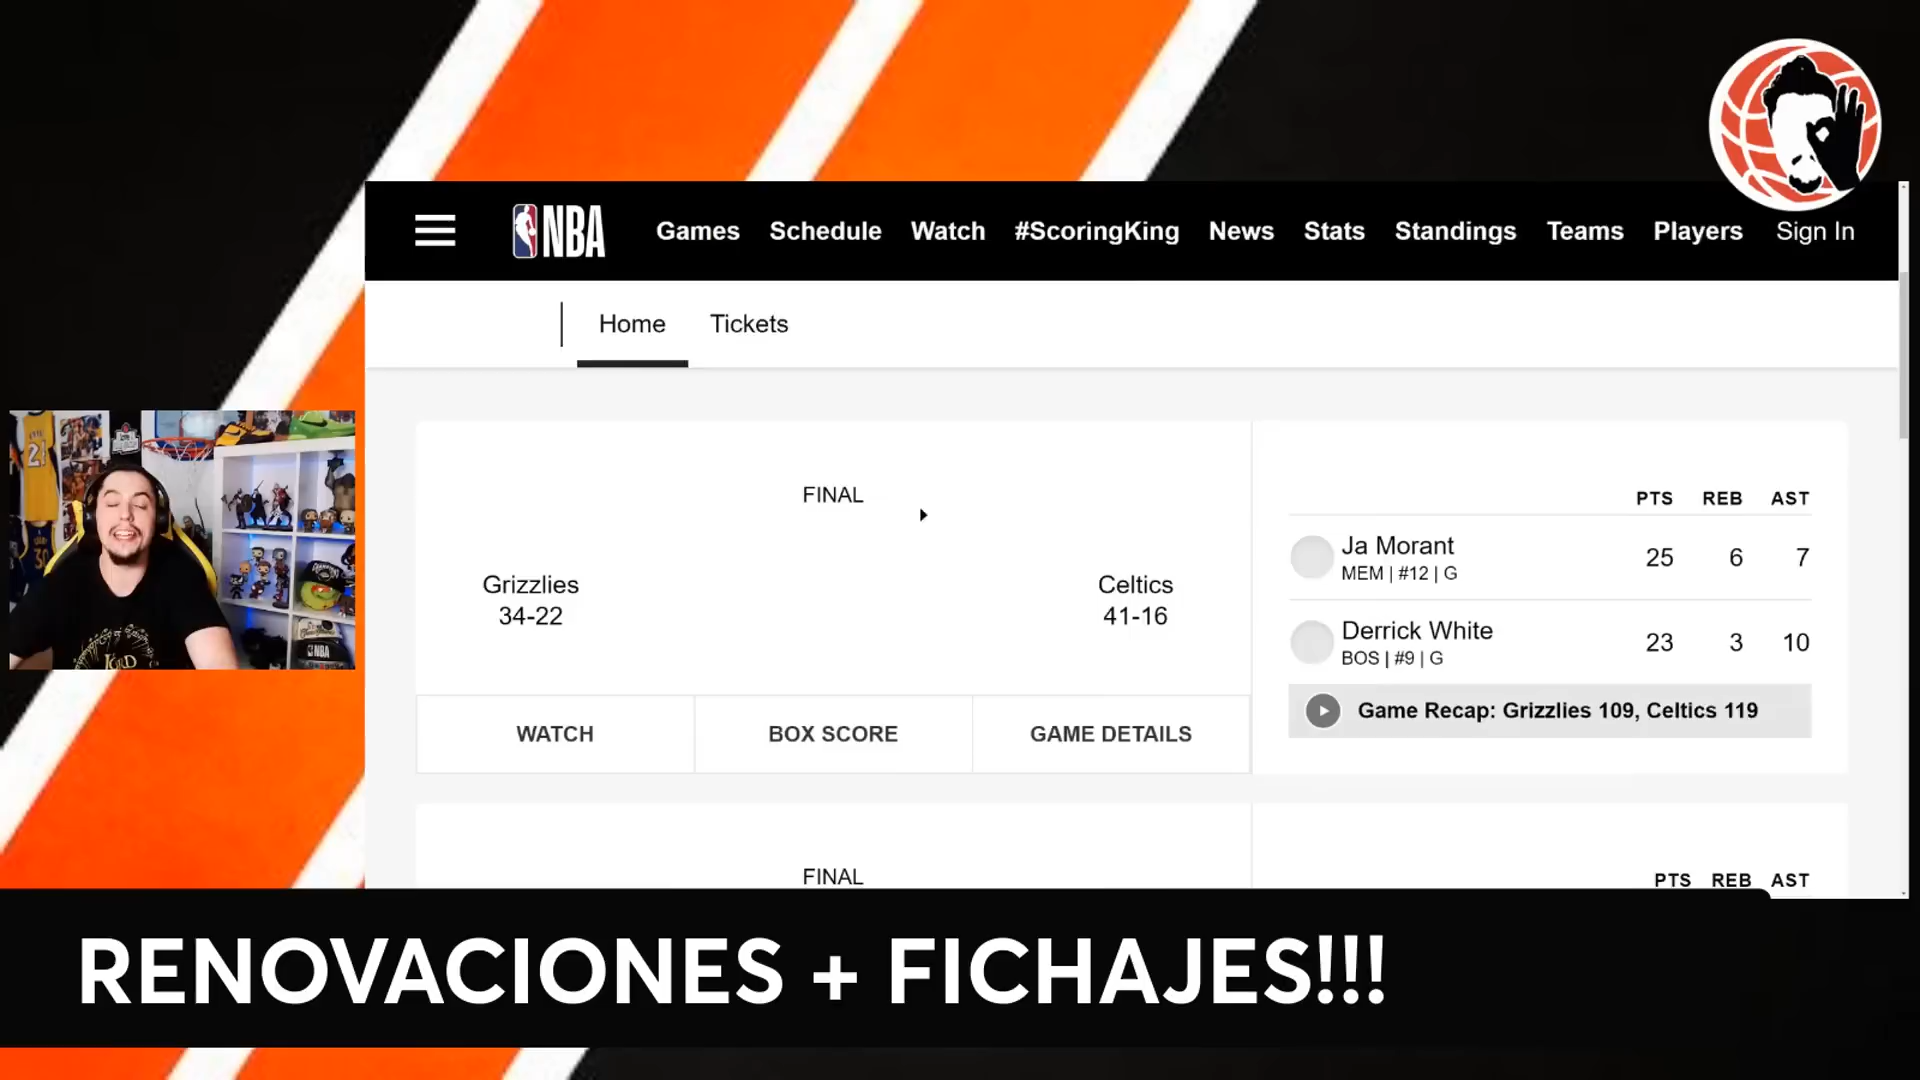 NBA
Games Schedule Watch #ScoringKing News Stats Standings Teams Players Sign In
Home Tickets
FINAL
Grizzlies
34-22
Celtics
41-16
WATCH BOX SCORE GAME DETAILS
PTS REB AST
Ja Morant
MEM | #12 | G
25 6 7
Derrick White
BOS | #9 | G
23 3 10
Game Recap: Grizzlies 109, Celtics 119
FINAL
PTS REB AST
RENOVACIONES + FICHAJES!!!